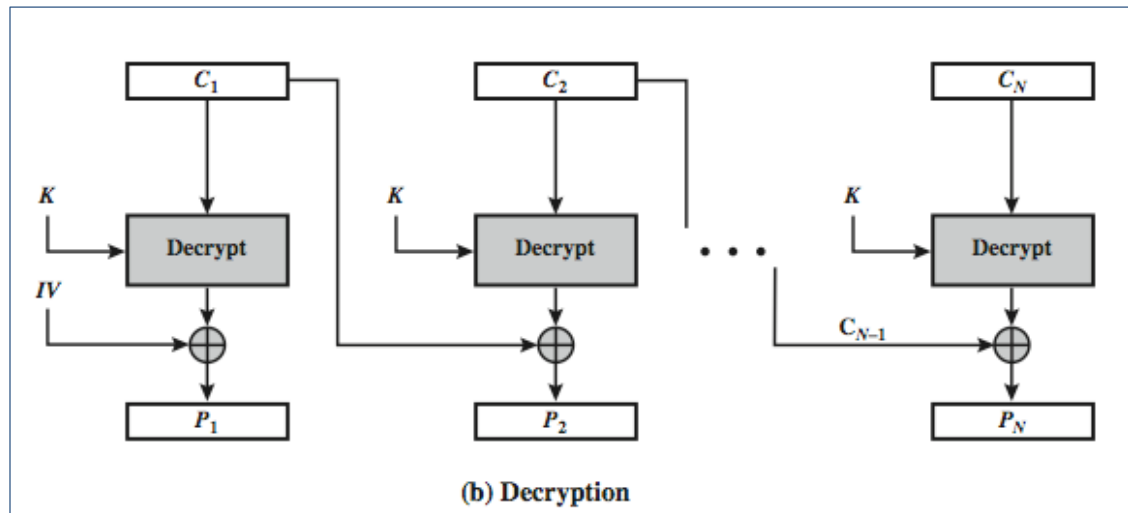 C1 C2 CN
K K K
Decrypt Decrypt Decrypt
IV
CN–1
P1 P2 PN
(b) Decryption